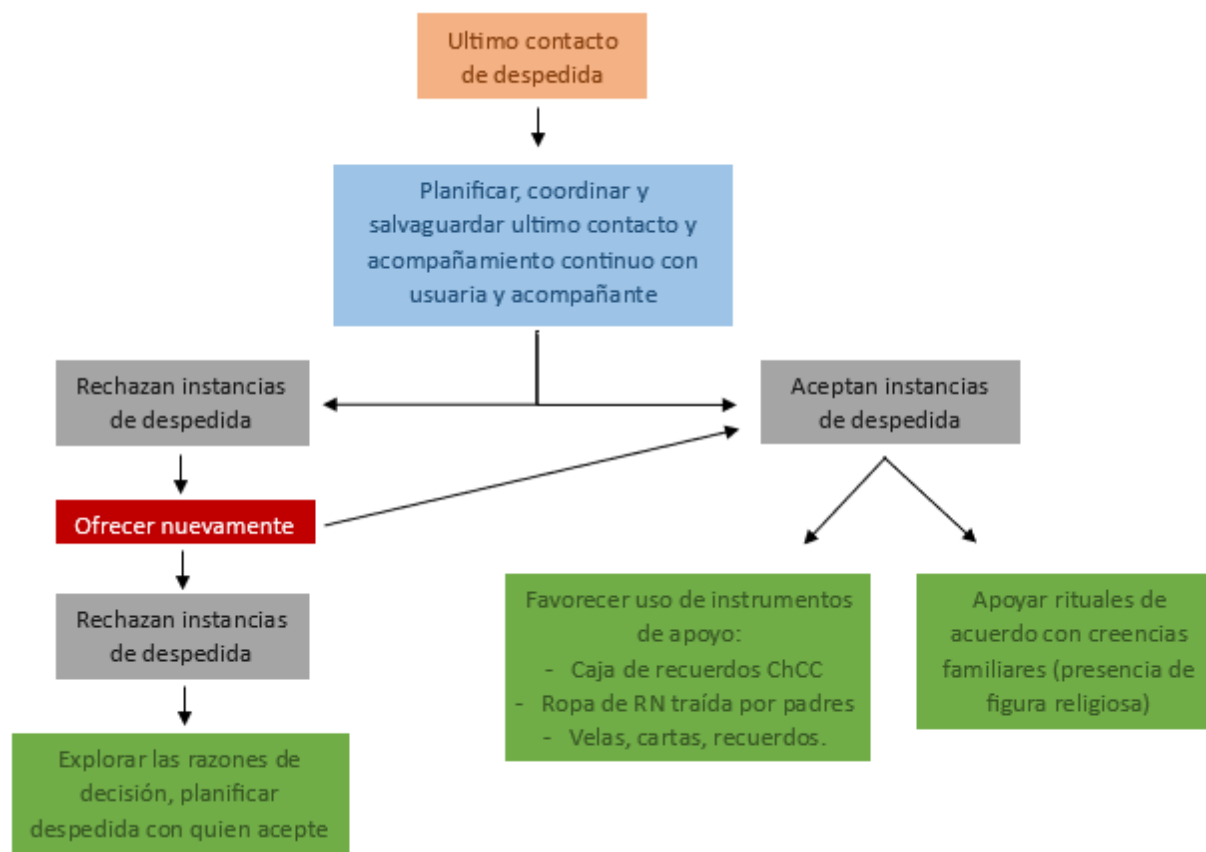 Ultimo contacto
de despedida
Planificar, coordinar y
salvaguardar ultimo contacto y
acompañamiento continuo con
usuaria y acompañante
Rechazan instancias
de despedida
Aceptan instancias
de despedida
Ofrecer nuevamente
Rechazan instancias
de despedida
Explorar las razones de
decisión, planificar
despedida con quien acepte
Favorecer uso de instrumentos
de apoyo:
- Caja de recuerdos ChCC
- Ropa de RN traída por padres
- Velas, cartas, recuerdos.
Apoyar rituales de
acuerdo con creencias
familiares (presencia de
figura religiosa)